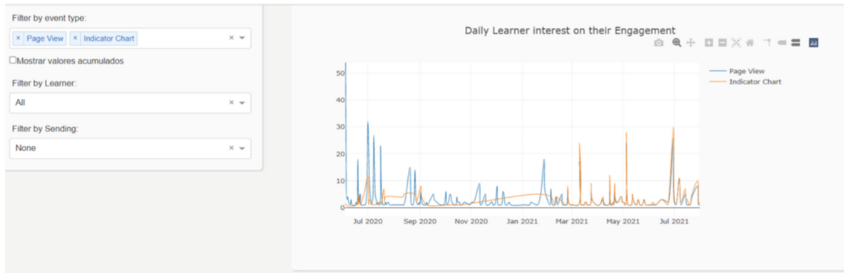 Filter by event type:
× Page View × Indicator Chart
Mostrar valores acumulados
Filter by Learner:
All
Filter by Sending:
None
Daily Learner interest on their Engagement
Page View
Indicator Chart
50
40
30
20
10
0
Jul 2020 Sep 2020 Nov 2020 Jan 2021 Mar 2021 May 2021 Jul 2021